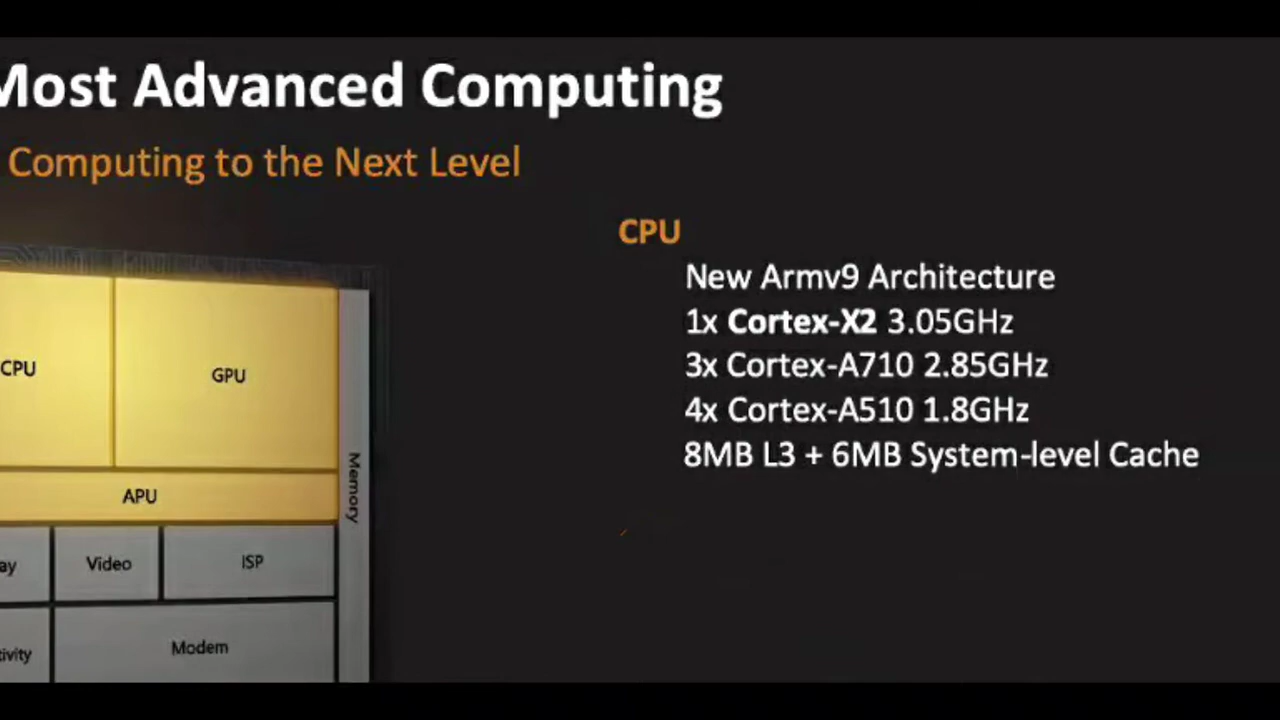 Most Advanced Computing
Computing to the Next Level
CPU
New Armv9 Architecture
1x Cortex-X2 3.05GHz
3x Cortex-A710 2.85GHz
4x Cortex-A510 1.8GHz
8MB L3 + 6MB System-level Cache
CPU
GPU
Memory
APU
Video
ISP
Modem